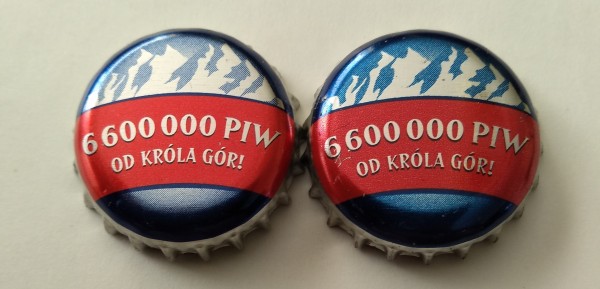 6 600 000 PIW
OD KRÓLA GÓR!
6 600 000 PIW
OD KRÓLA GÓR!